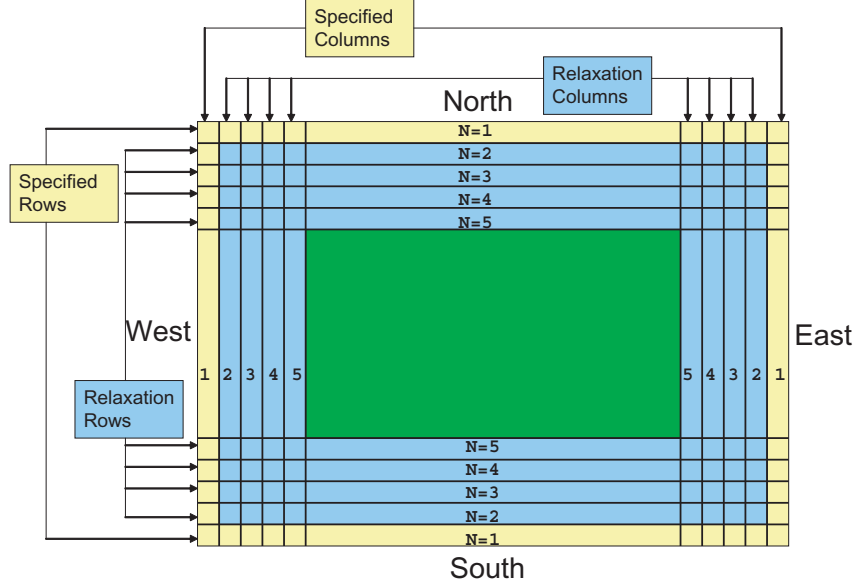 Specified
Columns
Relaxation
Columns
North
N=1
N=2
N=3
N=4
N=5
Specified
Rows
West
East
1 2 3 4 5
5 4 3 2 1
Relaxation
Rows
N=5
N=4
N=3
N=2
N=1
South